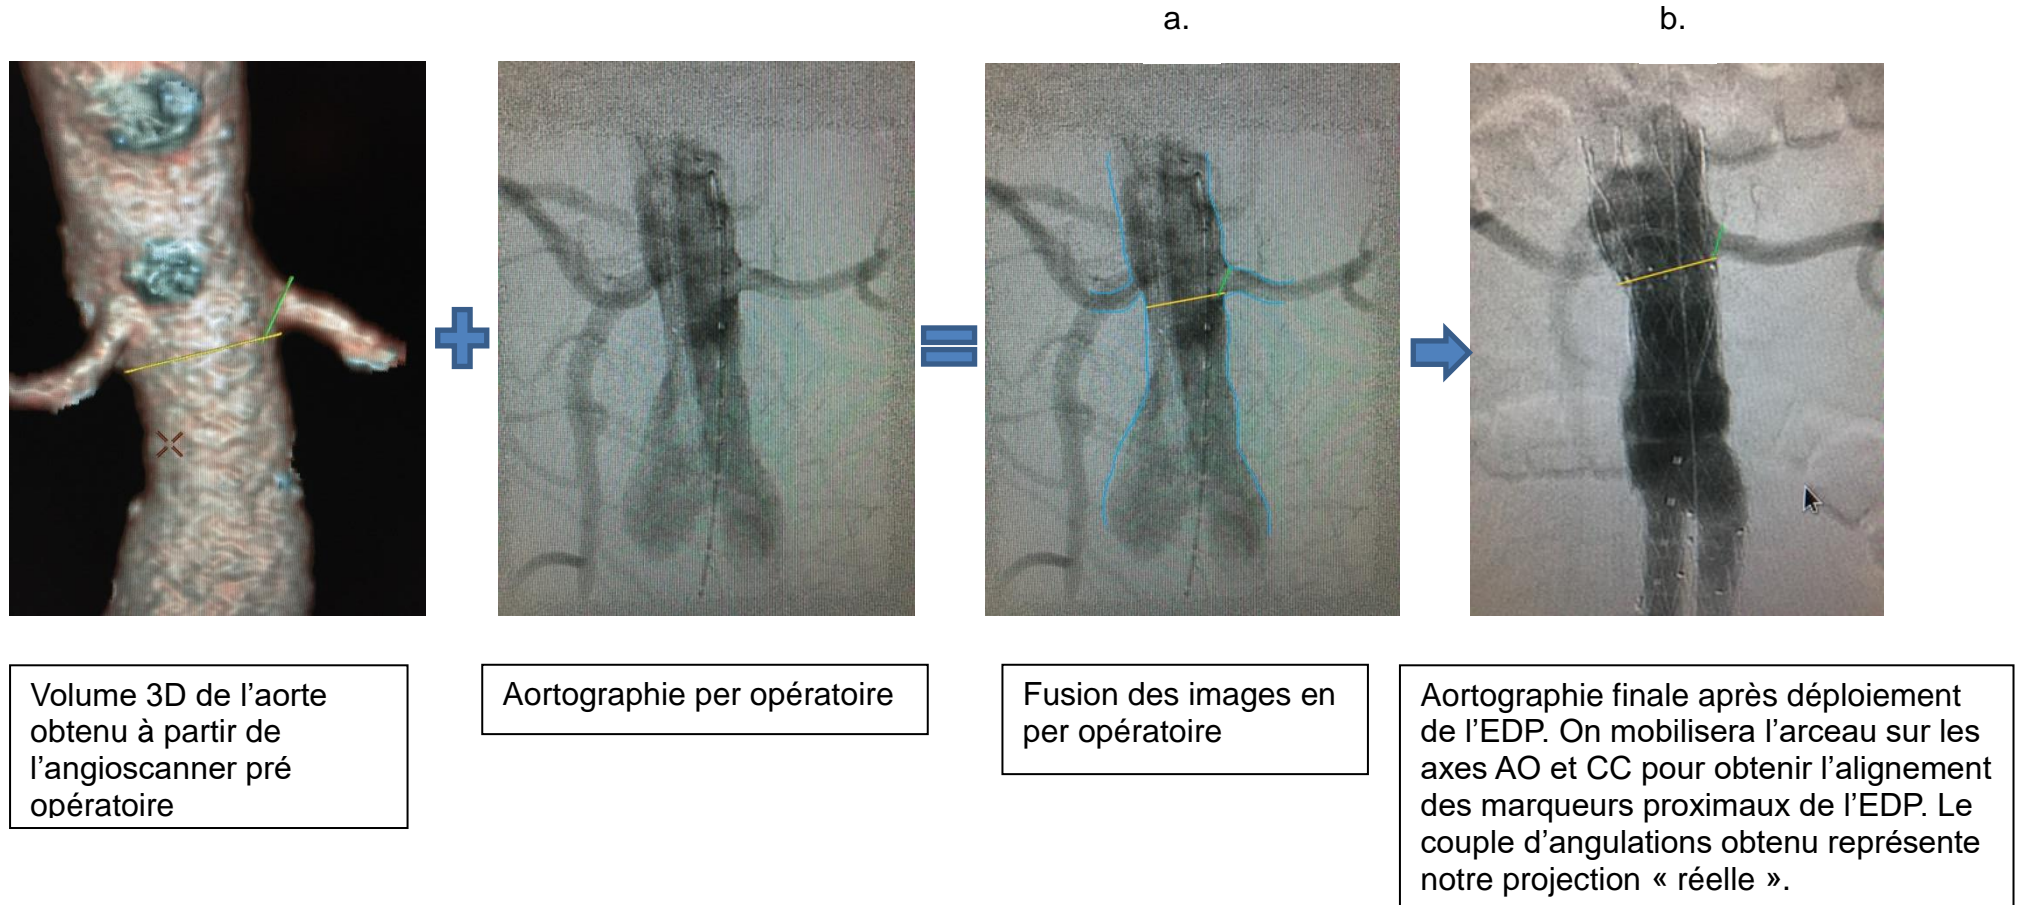 a.
b.
Volume 3D de l’aorte
obtenu à partir de
l’angioscanner pré
opératoire
Aortographie per opératoire
Fusion des images en
per opératoire
Aortographie finale après déploiement
de l’EDP. On mobilisera l’arceau sur les
axes AO et CC pour obtenir l’alignement
des marqueurs proximaux de l’EDP. Le
couple d’angulations obtenu représente
notre projection « réelle ».